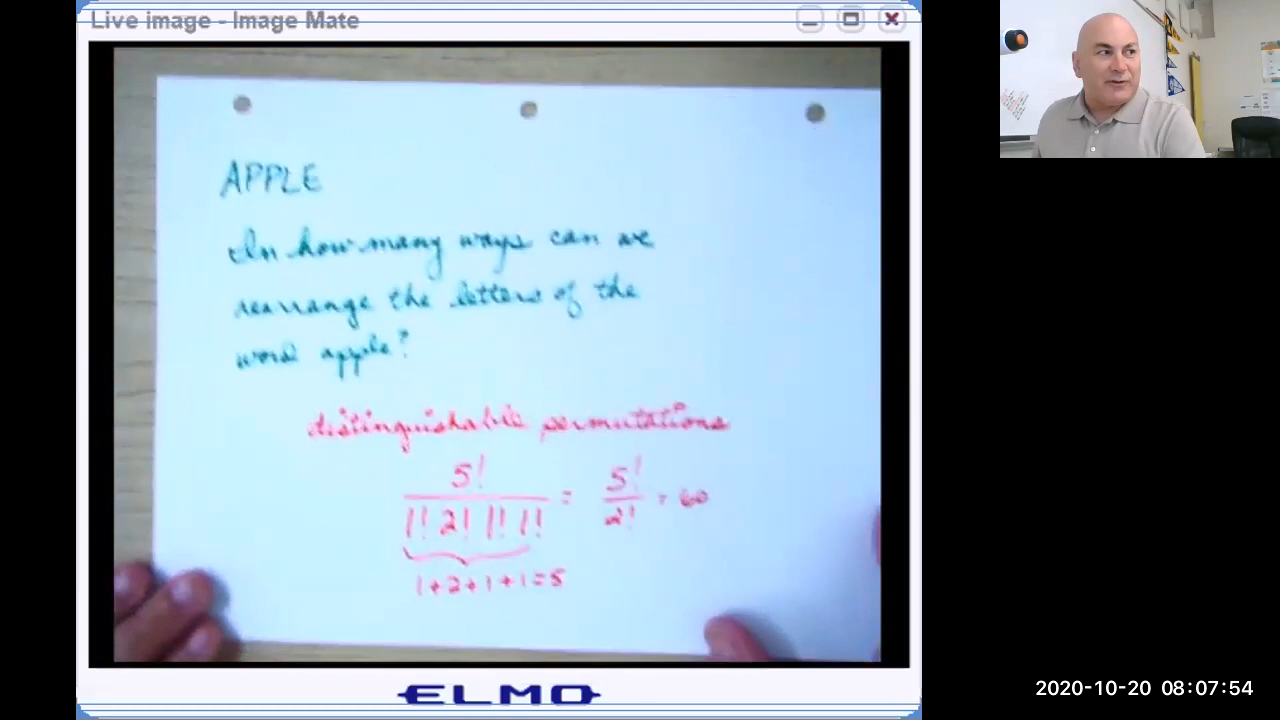 Live image - Image Mate
APPLE
In how many ways can we
rearrange the letters of the
word apple?
distinguishable permutations
5! / 1! 2! 1! 1! = 5! / 2! = 60
1+2+1+1=5
ELMO
2020-10-20 08:07:54